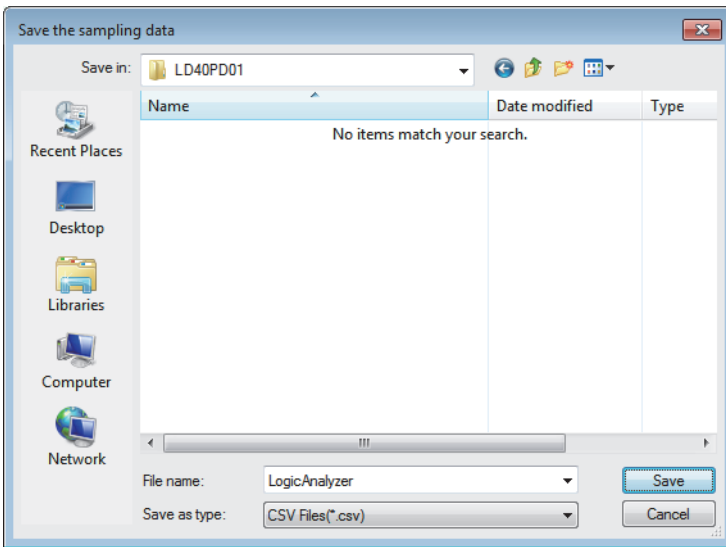 Save the sampling data
Save in: LD40PD01
Name Date modified Type
No items match your search.
Recent Places
Desktop
Libraries
Computer
Network
File name: LogicAnalyzer Save
Save as type: CSV Files(*.csv) Cancel